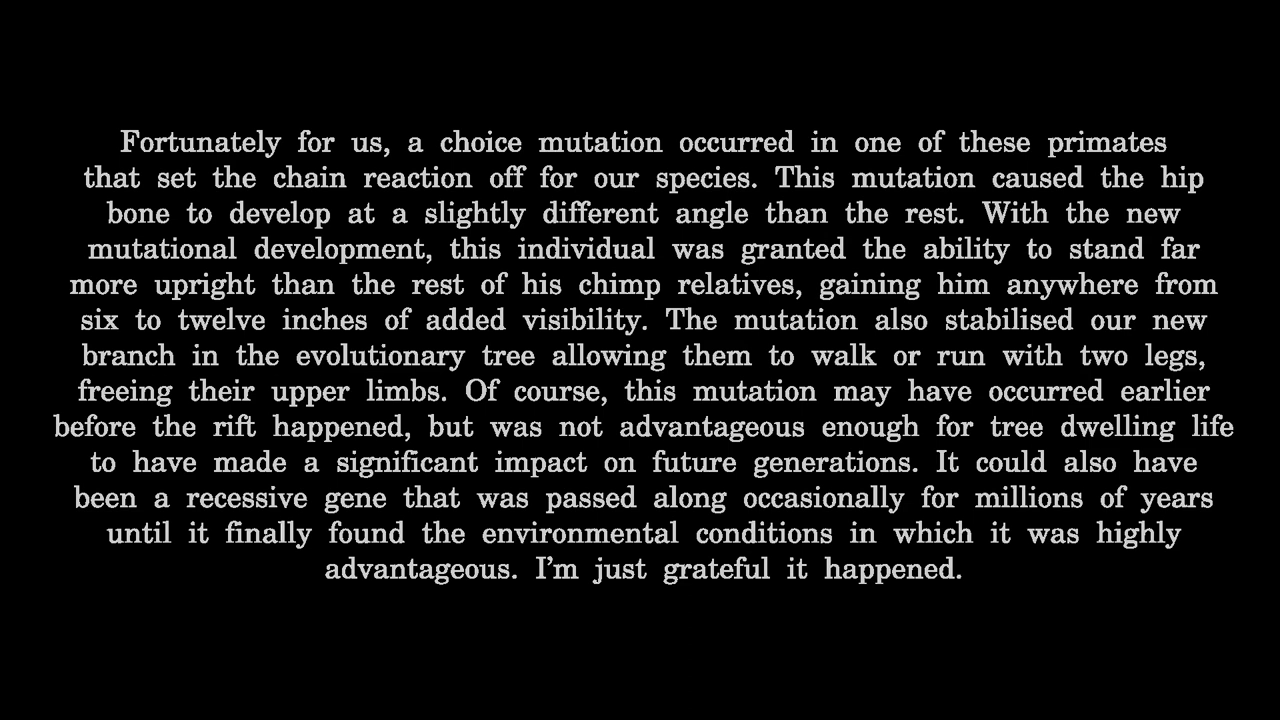 Fortunately for us, a choice mutation occurred in one of these primates
that set the chain reaction off for our species. This mutation caused the hip
bone to develop at a slightly different angle than the rest. With the new
mutational development, this individual was granted the ability to stand far
more upright than the rest of his chimp relatives, gaining him anywhere from
six to twelve inches of added visibility. The mutation also stabilised our new
branch in the evolutionary tree allowing them to walk or run with two legs,
freeing their upper limbs. Of course, this mutation may have occurred earlier
before the rift happened, but was not advantageous enough for tree dwelling life
to have made a significant impact on future generations. It could also have
been a recessive gene that was passed along occasionally for millions of years
until it finally found the environmental conditions in which it was highly
advantageous. I’m just grateful it happened.